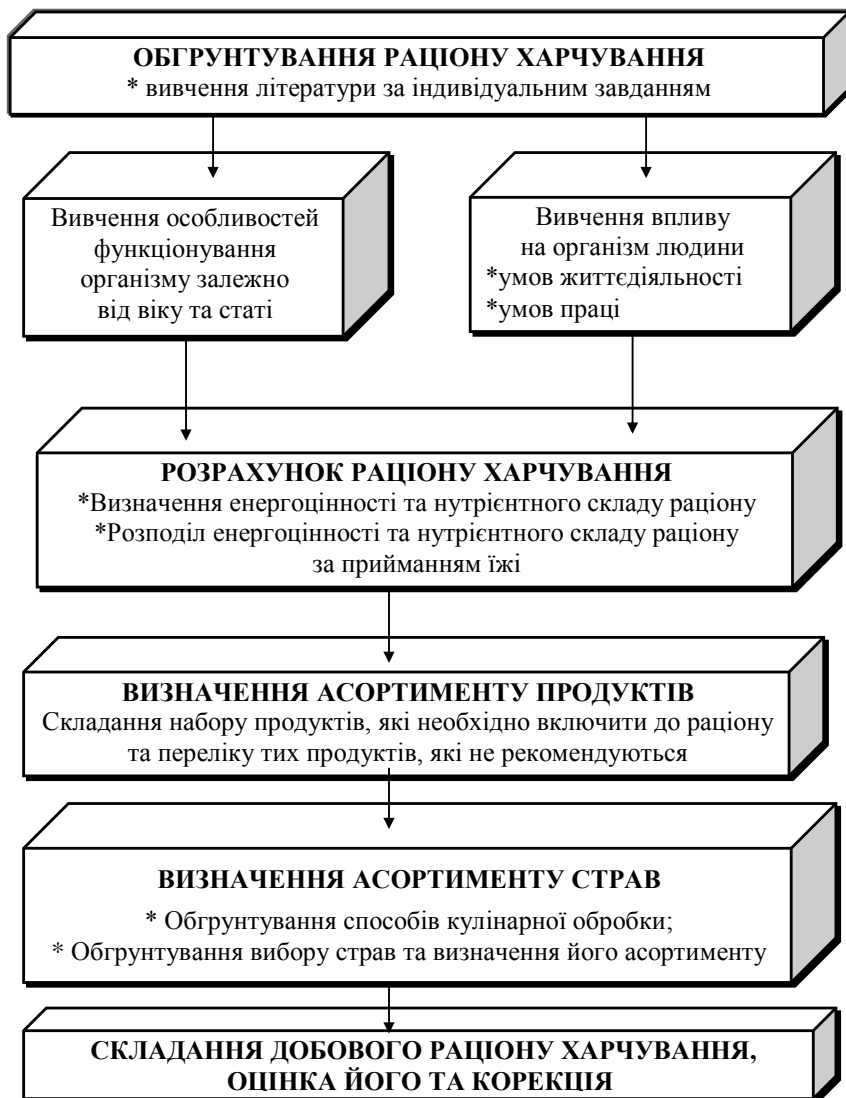 ОБГРУНТУВАННЯ РАЦІОНУ ХАРЧУВАННЯ
* вивчення літератури за індивідуальним завданням
Вивчення особливостей
функціонування
організму залежно
від віку та статі
Вивчення впливу
на організм людини
*умов життєдіяльності
*умов праці
РОЗРАХУНОК РАЦІОНУ ХАРЧУВАННЯ
*Визначення енергоцінності та нутрієнтного складу раціону
*Розподіл енергоцінності та нутрієнтного складу раціону
за прийманням їжі
ВИЗНАЧЕННЯ АСОРТИМЕНТУ ПРОДУКТІВ
Складання набору продуктів, які необхідно включити до раціону
та переліку тих продуктів, які не рекомендуються
ВИЗНАЧЕННЯ АСОРТИМЕНТУ СТРАВ
* Обгрунтування способів кулінарної обробки;
* Обгрунтування вибору страв та визначення його асортименту
СКЛАДАННЯ ДОБОВОГО РАЦІОНУ ХАРЧУВАННЯ,
ОЦІНКА ЙОГО ТА КОРЕКЦІЯ